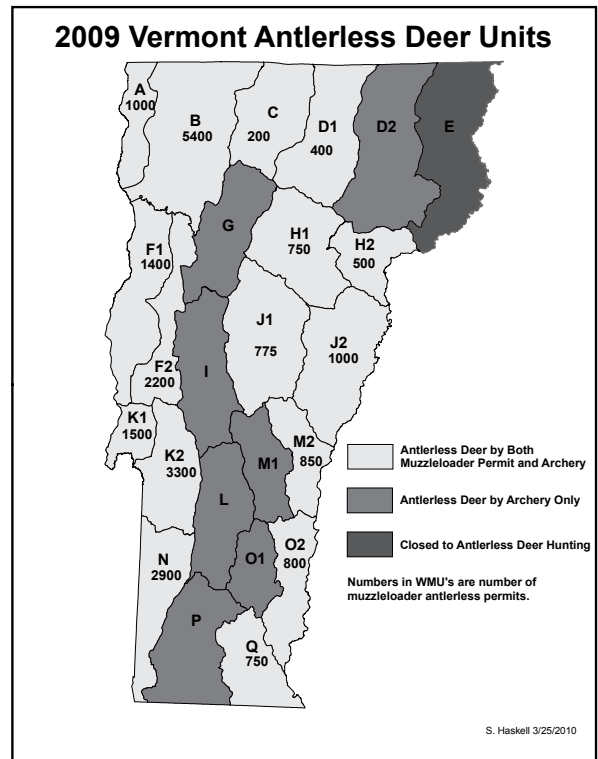 2009 Vermont Antlerless Deer Units
A
1000
B
5400
C
200
D1
400
D2
E
G
F1
1400
H1
750
H2
500
J1
775
J2
1000
I
F2
2200
K1
1500
K2
3300
M1
M2
850
L
N
2900
O1
O2
800
P
Q
750
Antlerless Deer by Both
Muzzleloader Permit and Archery
Antlerless Deer by Archery Only
Closed to Antlerless Deer Hunting
Numbers in WMU's are number of
muzzleloader antlerless permits.
S. Haskell 3/25/2010